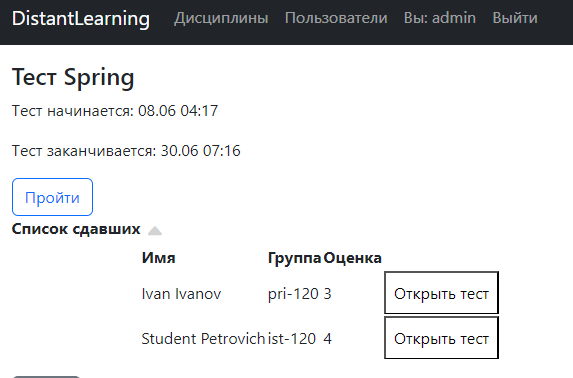 DistantLearning Дисциплины Пользователи Вы: admin Выйти
Тест Spring
Тест начинается: 08.06 04:17
Тест заканчивается: 30.06 07:16
Пройти
Список сдавших
Имя Группа Оценка
Ivan Ivanov pri-120 3 Открыть тест
Student Petrovich ist-120 4 Открыть тест